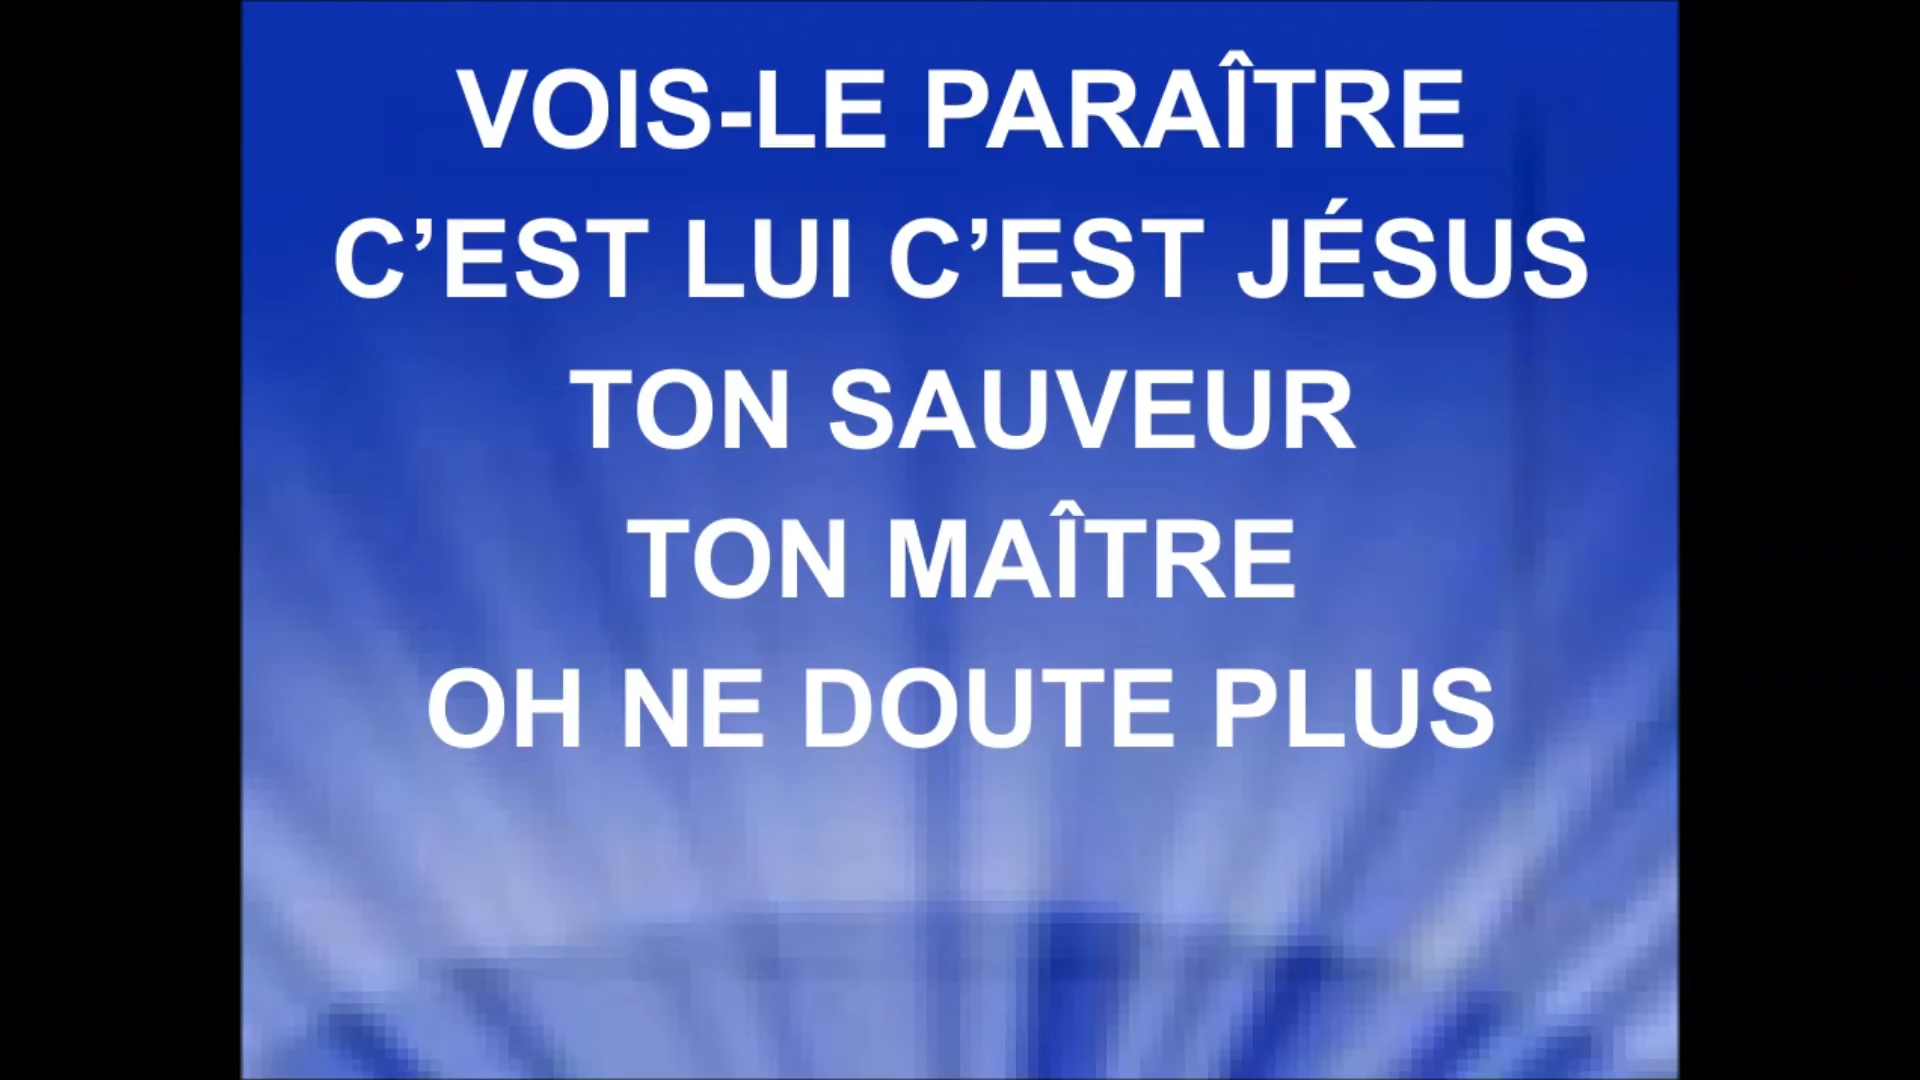 VOIS-LE PARAÎTRE
C’EST LUI C’EST JÉSUS
TON SAUVEUR
TON MAÎTRE
OH NE DOUTE PLUS